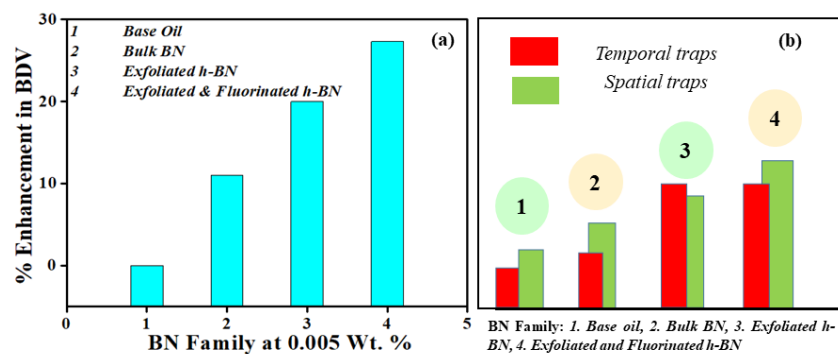 30
20
10
0
% Enhancement in BDV
(a)
1 Base Oil
2 Bulk BN
3 Exfoliated h-BN
4 Exfoliated & Fluorinated h-BN
0 1 2 3 4 5
BN Family at 0.005 Wt. %
(b)
Temporal traps
Spatial traps
1
2
3
4
BN Family: 1. Base oil, 2. Bulk BN, 3. Exfoliated h-
BN, 4. Exfoliated and Fluorinated h-BN